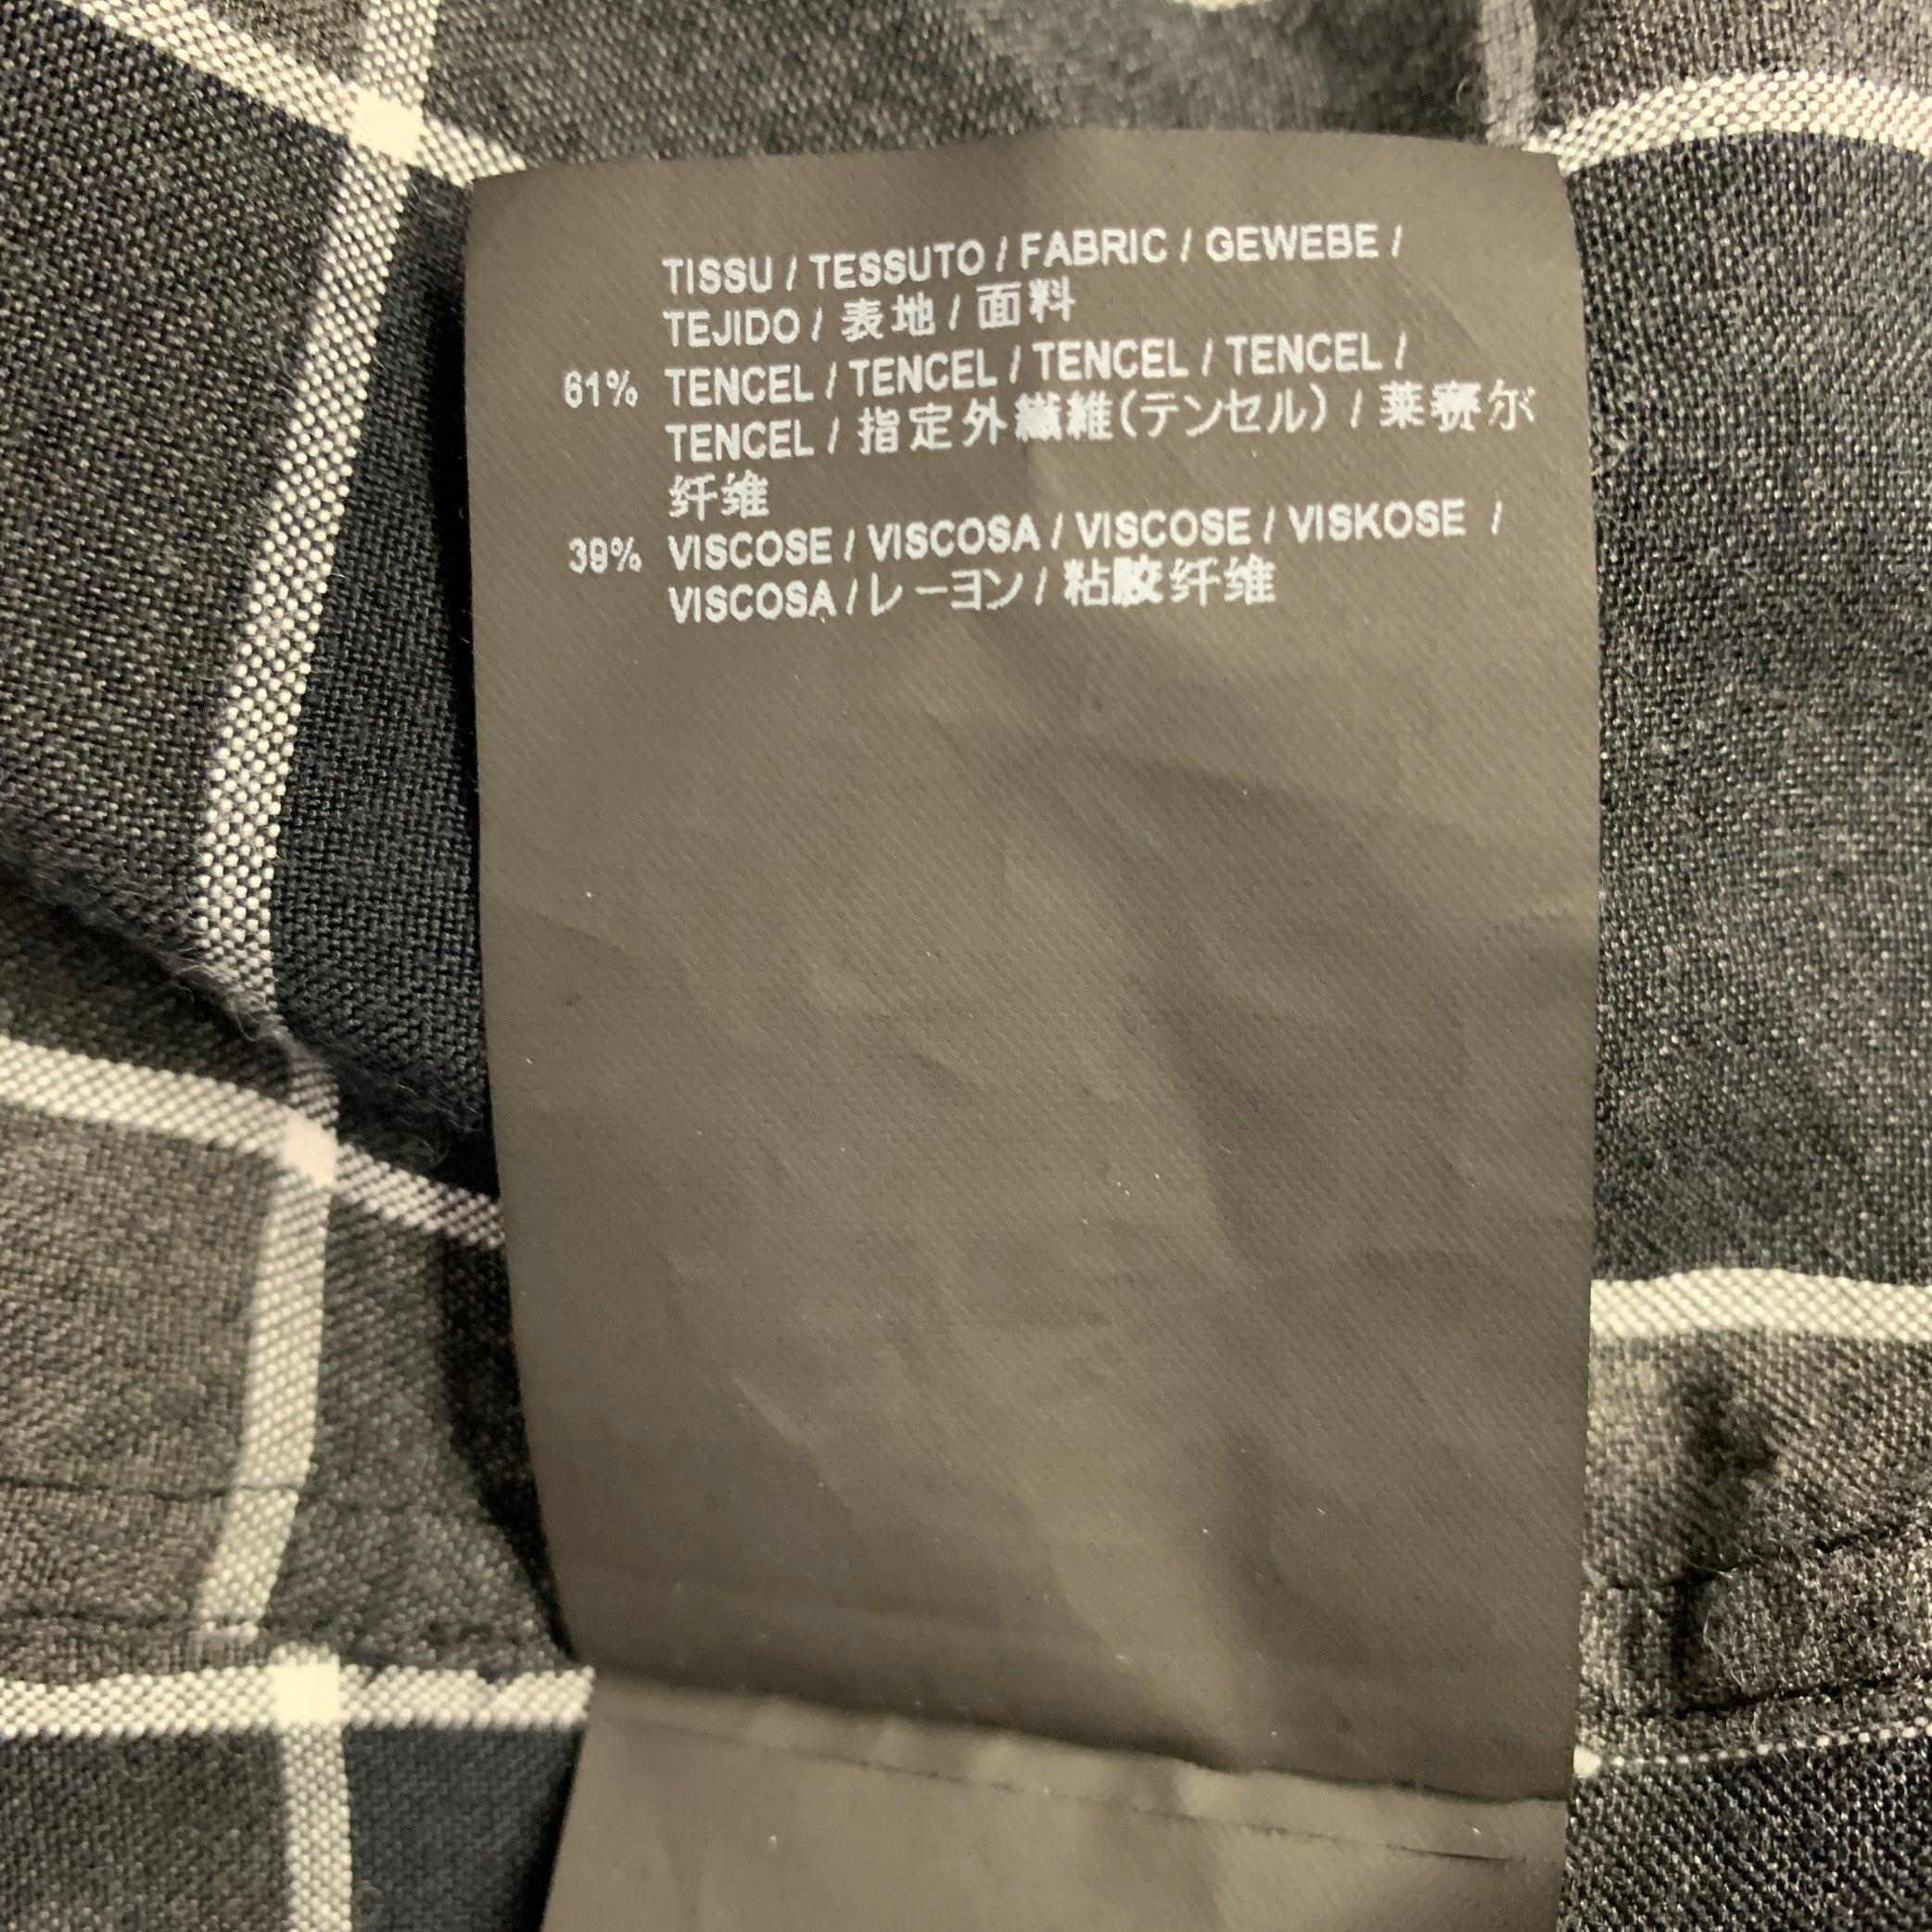 TISSU / TESSUTO / FABRIC / GEWEBE /
TEJIDO / 表地 / 面料
61% TENCEL / TENCEL / TENCEL / TENCEL /
TENCEL / 指定外繊維(テンセル) / 莱赛尔
纤维
39% VISCOSE / VISCOSA / VISCOSE / VISKOSE /
VISCOSA / レーヨン / 粘胶纤维